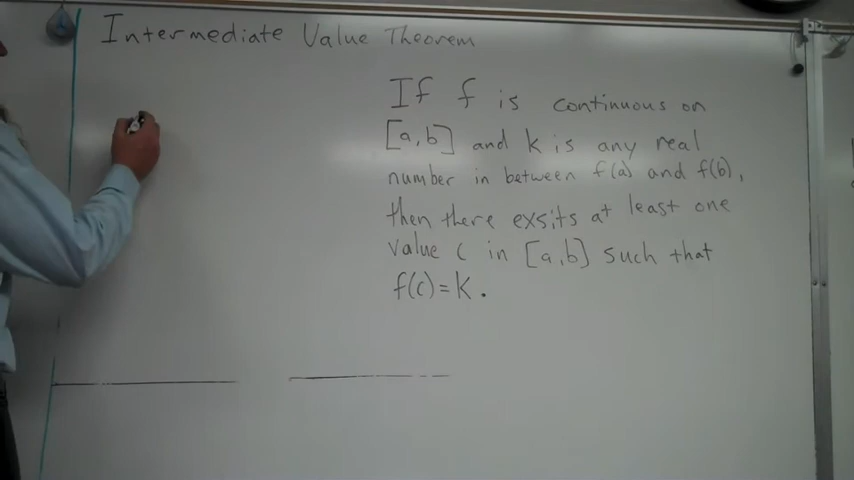 Intermediate Value Theorem
If f is continuous on
[a,b] and k is any real
number in between f(a) and f(b),
then there exsits at least one
value c in [a,b] such that
f(c)=k.